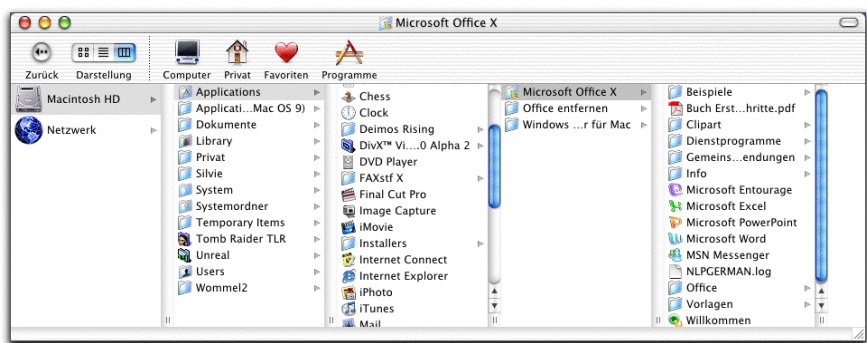 Microsoft Office X
Zurück
Darstellung
Computer
Privat
Favoriten
Programme
Macintosh HD
Netzwerk
Applications
Applicati...Mac OS 9)
Dokumente
Library
Privat
Silvie
System
Systemordner
Temporary Items
Tomb Raider TLR
Unreal
Users
Wommel2
Chess
Clock
Deimos Rising
DivX™ Vi....0 Alpha 2
DVD Player
FAXstf X
Final Cut Pro
Image Capture
iMovie
Installers
Internet Connect
Internet Explorer
iPhoto
iTunes
Mail
Microsoft Office X
Office entfernen
Windows ...r für Mac
Beispiele
Buch Erst...hritte.pdf
Clipart
Dienstprogramme
Gemeins...endungen
Info
Microsoft Entourage
Microsoft Excel
Microsoft PowerPoint
Microsoft Word
MSN Messenger
NLPGERMAN.log
Office
Vorlagen
Willkommen